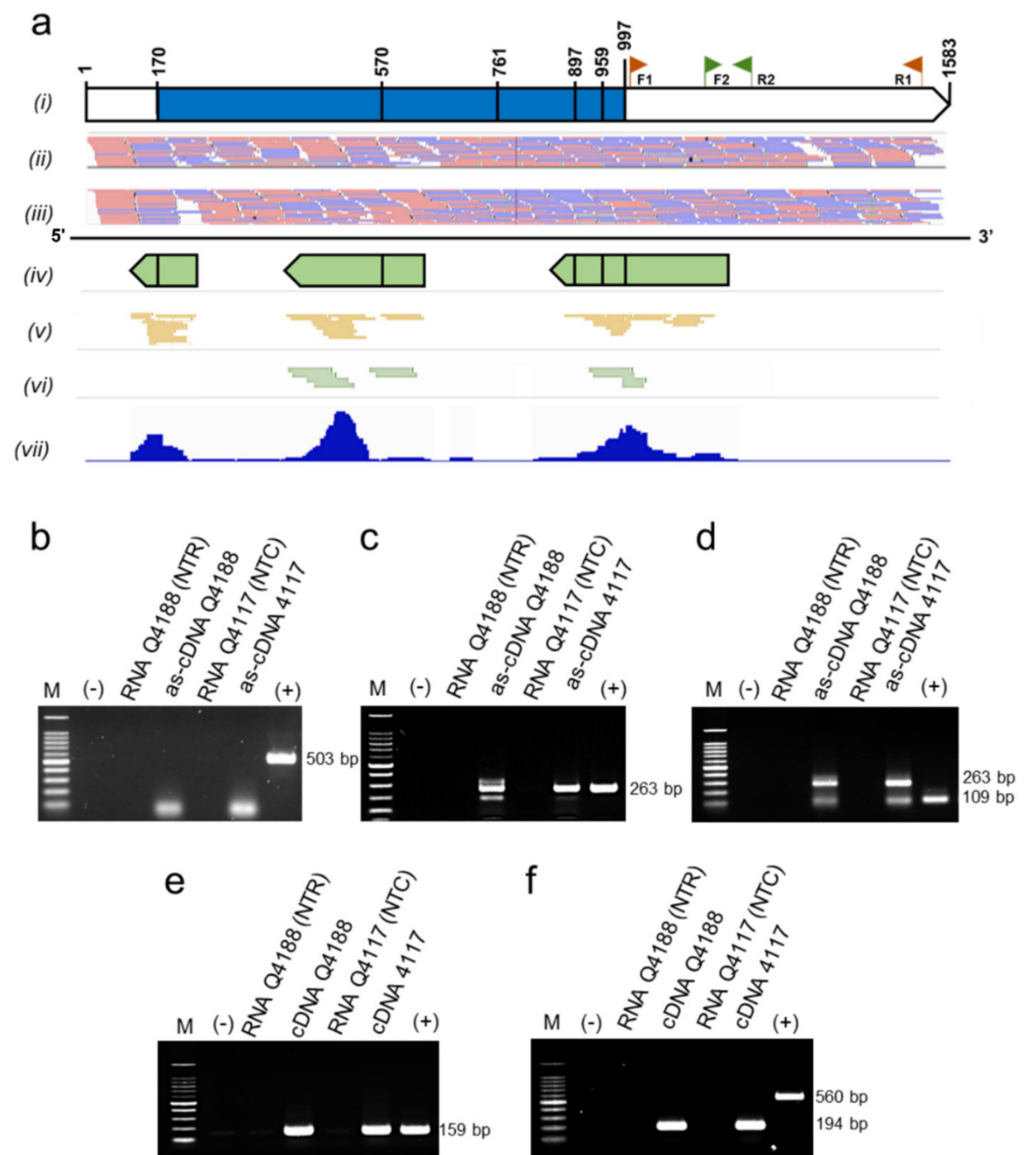 a
1 170 570 761 897 959 997 1583
F1 F2 R2 R1
(i)
(ii)
(iii)
5' 3’
(iv)
(v)
(vi)
(vii)
b
M (-) RNA Q4188 (NTR) as-cDNA Q4188 RNA Q4117 (NTC) as-cDNA 4117 (+)
503 bp
c
M (-) RNA Q4188 (NTR) as-cDNA Q4188 RNA Q4117 (NTC) as-cDNA 4117 (+)
263 bp
d
M (-) RNA Q4188 (NTR) as-cDNA Q4188 RNA Q4117 (NTC) as-cDNA 4117 (+)
263 bp
109 bp
e
M (-) RNA Q4188 (NTR) cDNA Q4188 RNA Q4117 (NTC) cDNA 4117 (+)
159 bp
f
M (-) RNA Q4188 (NTR) cDNA Q4188 RNA Q4117 (NTC) cDNA 4117 (+)
560 bp
194 bp